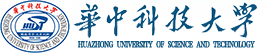 華中科技大學
HUAZHONG UNIVERSITY OF SCIENCE AND TECHNOLOGY